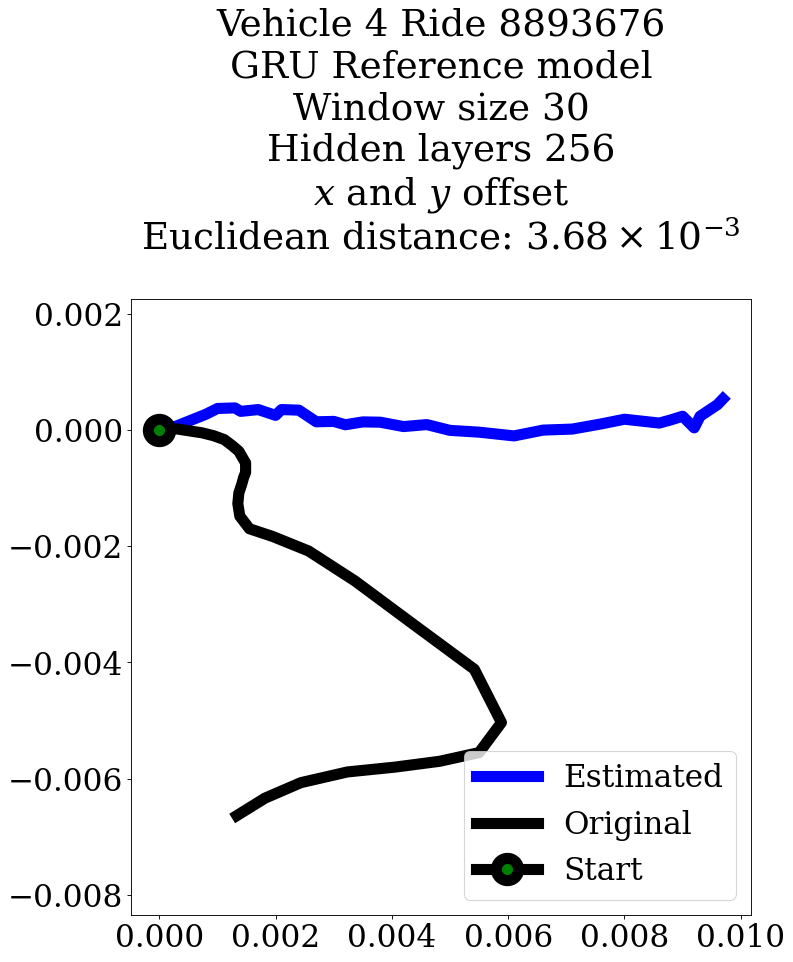 Vehicle 4 Ride 8893676
GRU Reference model
Window size 30
Hidden layers 256
x and y offset
Euclidean distance: 3.68 × 10⁻³
0.002
0.000
−0.002
−0.004
−0.006
−0.008
Estimated
Original
Start
0.000 0.002 0.004 0.006 0.008 0.010